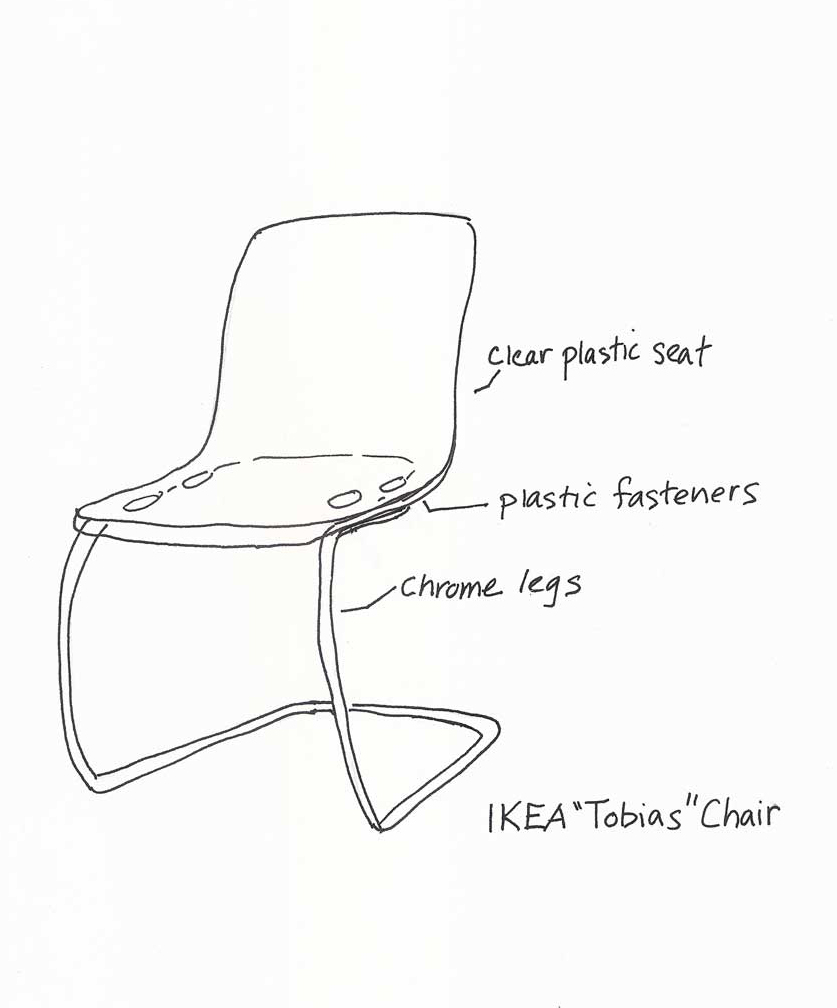 clear plastic seat
plastic fasteners
chrome legs
IKEA "Tobias" Chair